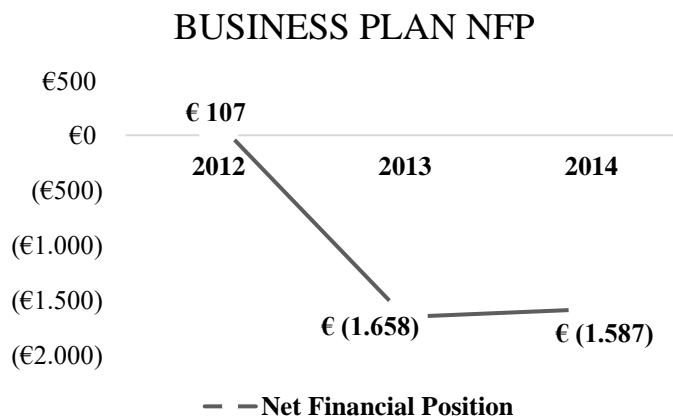 BUSINESS PLAN NFP
€500
€ 107
€0
2012 2013 2014
(€500)
(€1.000)
(€1.500)
€ (1.658) € (1.587)
(€2.000)
Net Financial Position